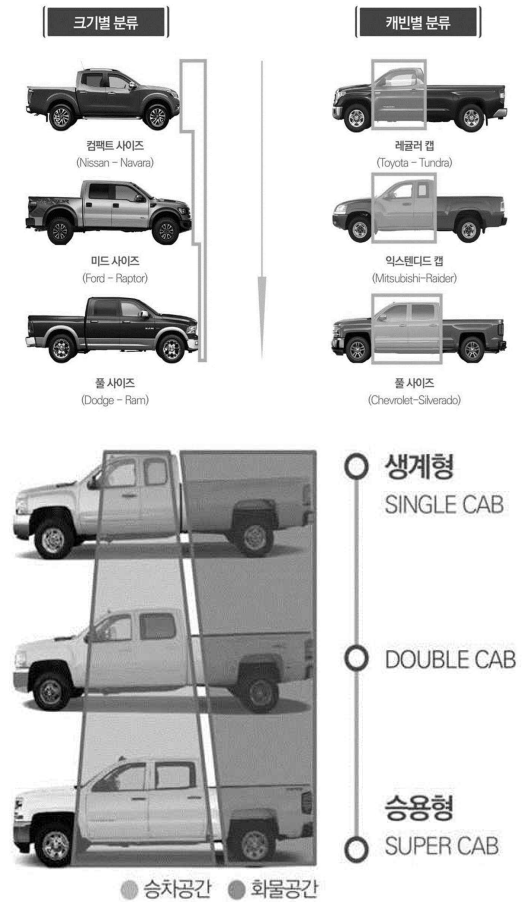 크기별 분류
컴팩트 사이즈
(Nissan – Navara)
미드 사이즈
(Ford – Raptor)
풀 사이즈
(Dodge – Ram)
캐빈별 분류
레귤러 캡
(Toyota – Tundra)
익스텐디드 캡
(Mitsubishi-Raider)
풀 사이즈
(Chevrolet-Silverado)
생계형
SINGLE CAB
DOUBLE CAB
승용형
SUPER CAB
승차공간
화물공간